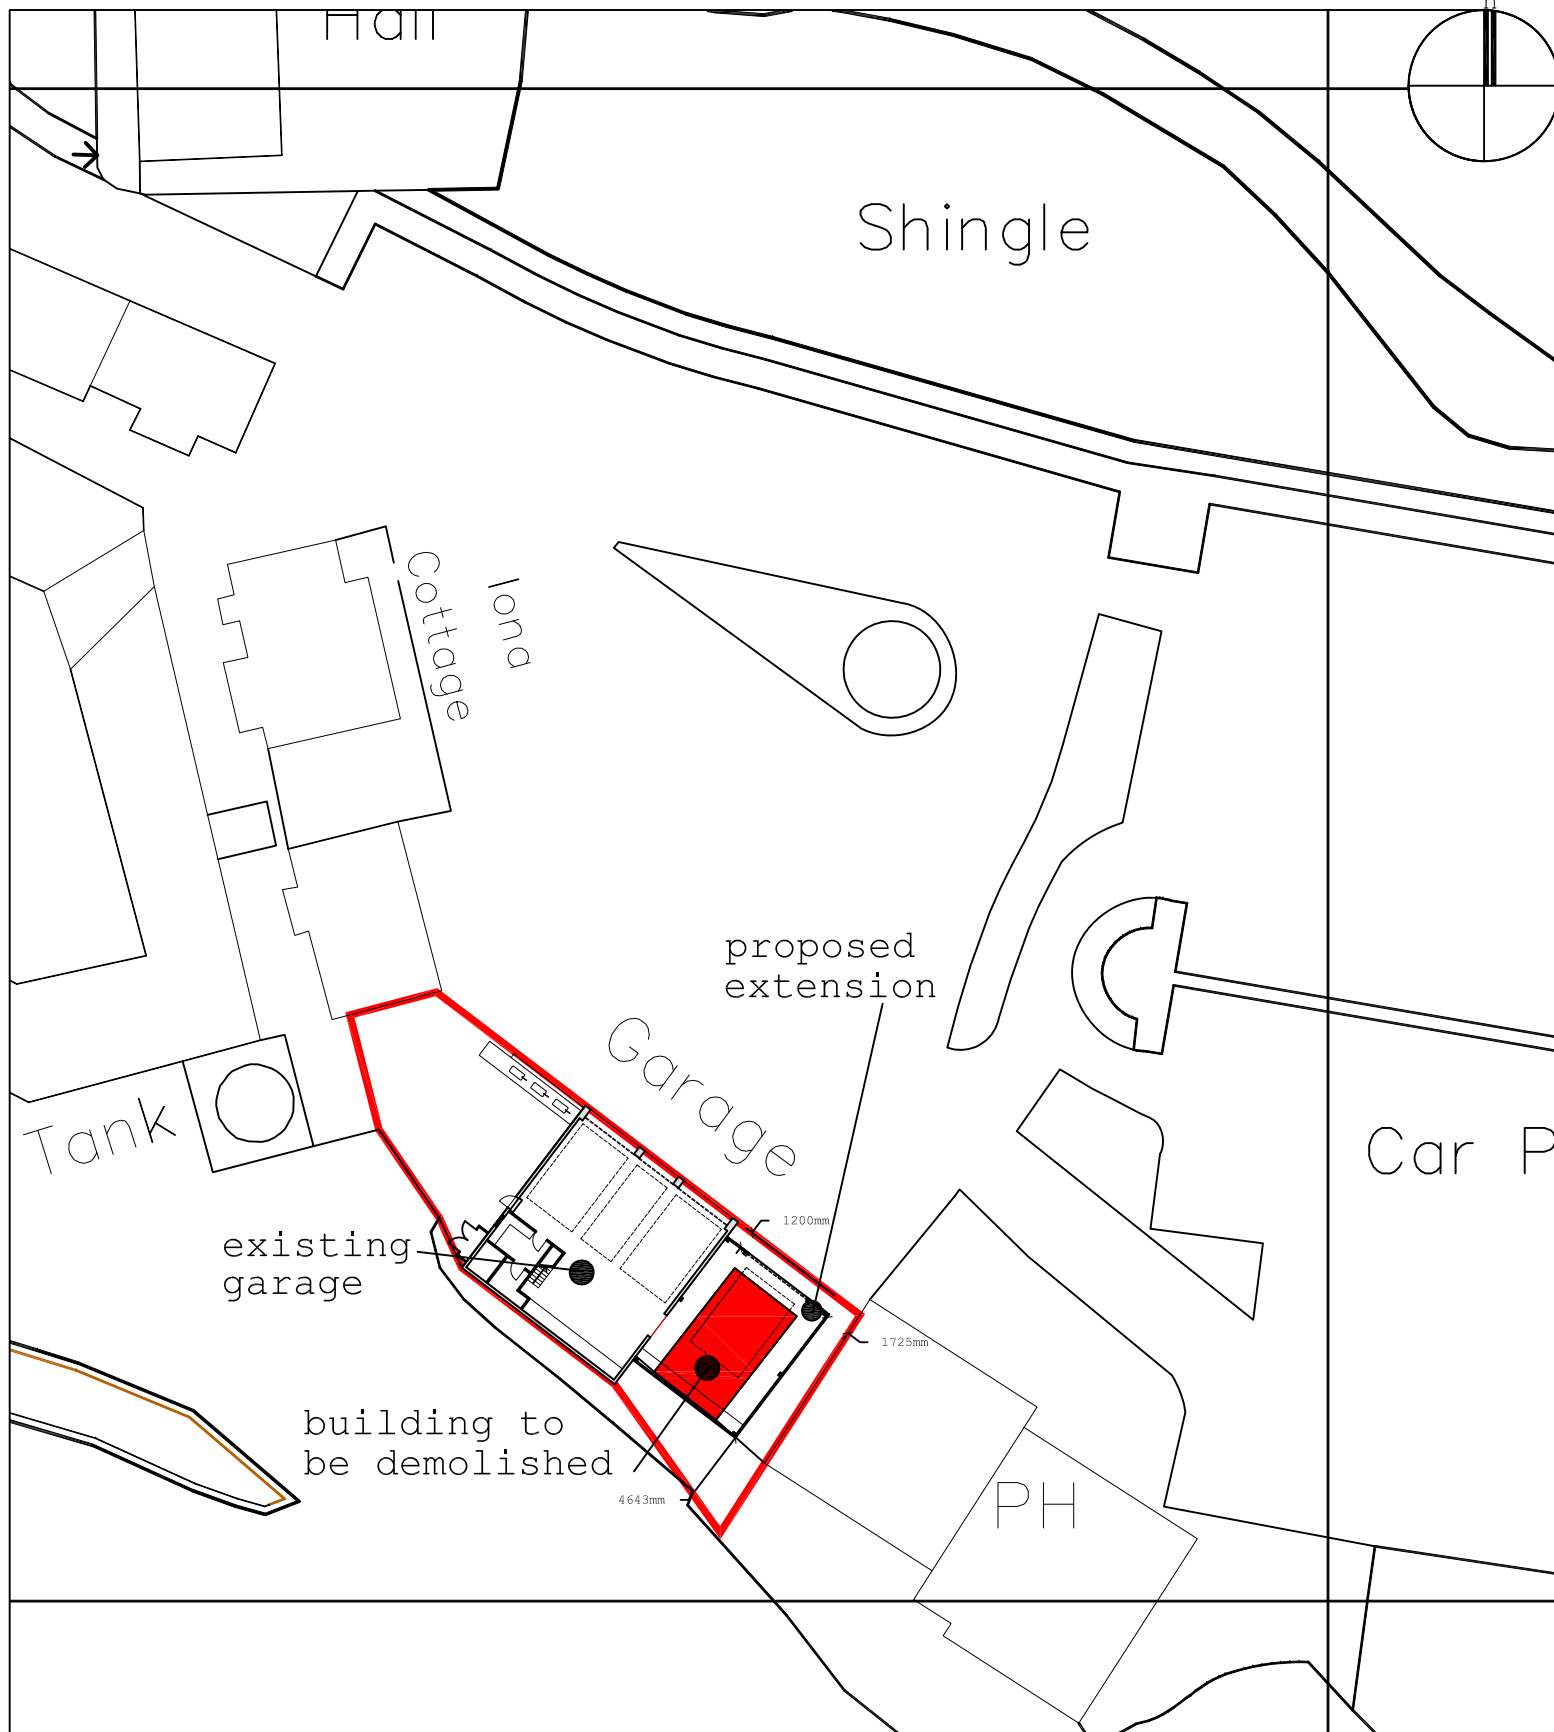 Hall
Shingle
Iona
Cottage
proposed
extension
Garage
Tank
Car P
1200mm
existing
garage
1725mm
building to
be demolished
4643mm
PH